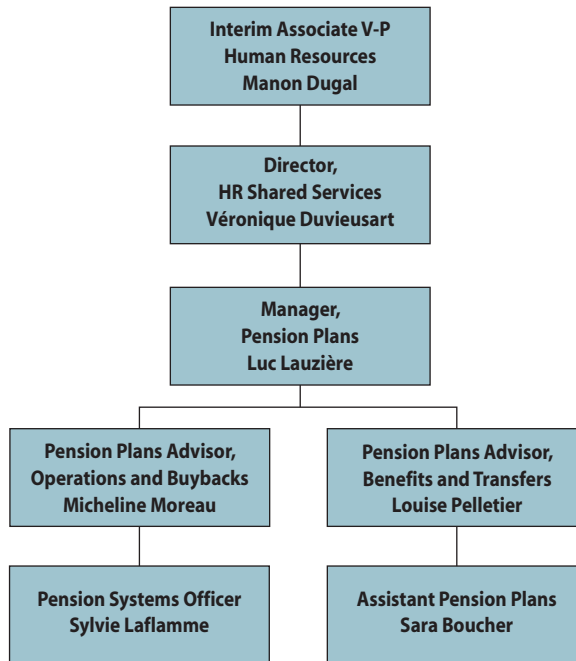 Interim Associate V-P
Human Resources
Manon Dugal
Director,
HR Shared Services
Véronique Duvieusart
Manager,
Pension Plans
Luc Lauzière
Pension Plans Advisor,
Operations and Buybacks
Micheline Moreau
Pension Plans Advisor,
Benefits and Transfers
Louise Pelletier
Pension Systems Officer
Sylvie Laflamme
Assistant Pension Plans
Sara Boucher